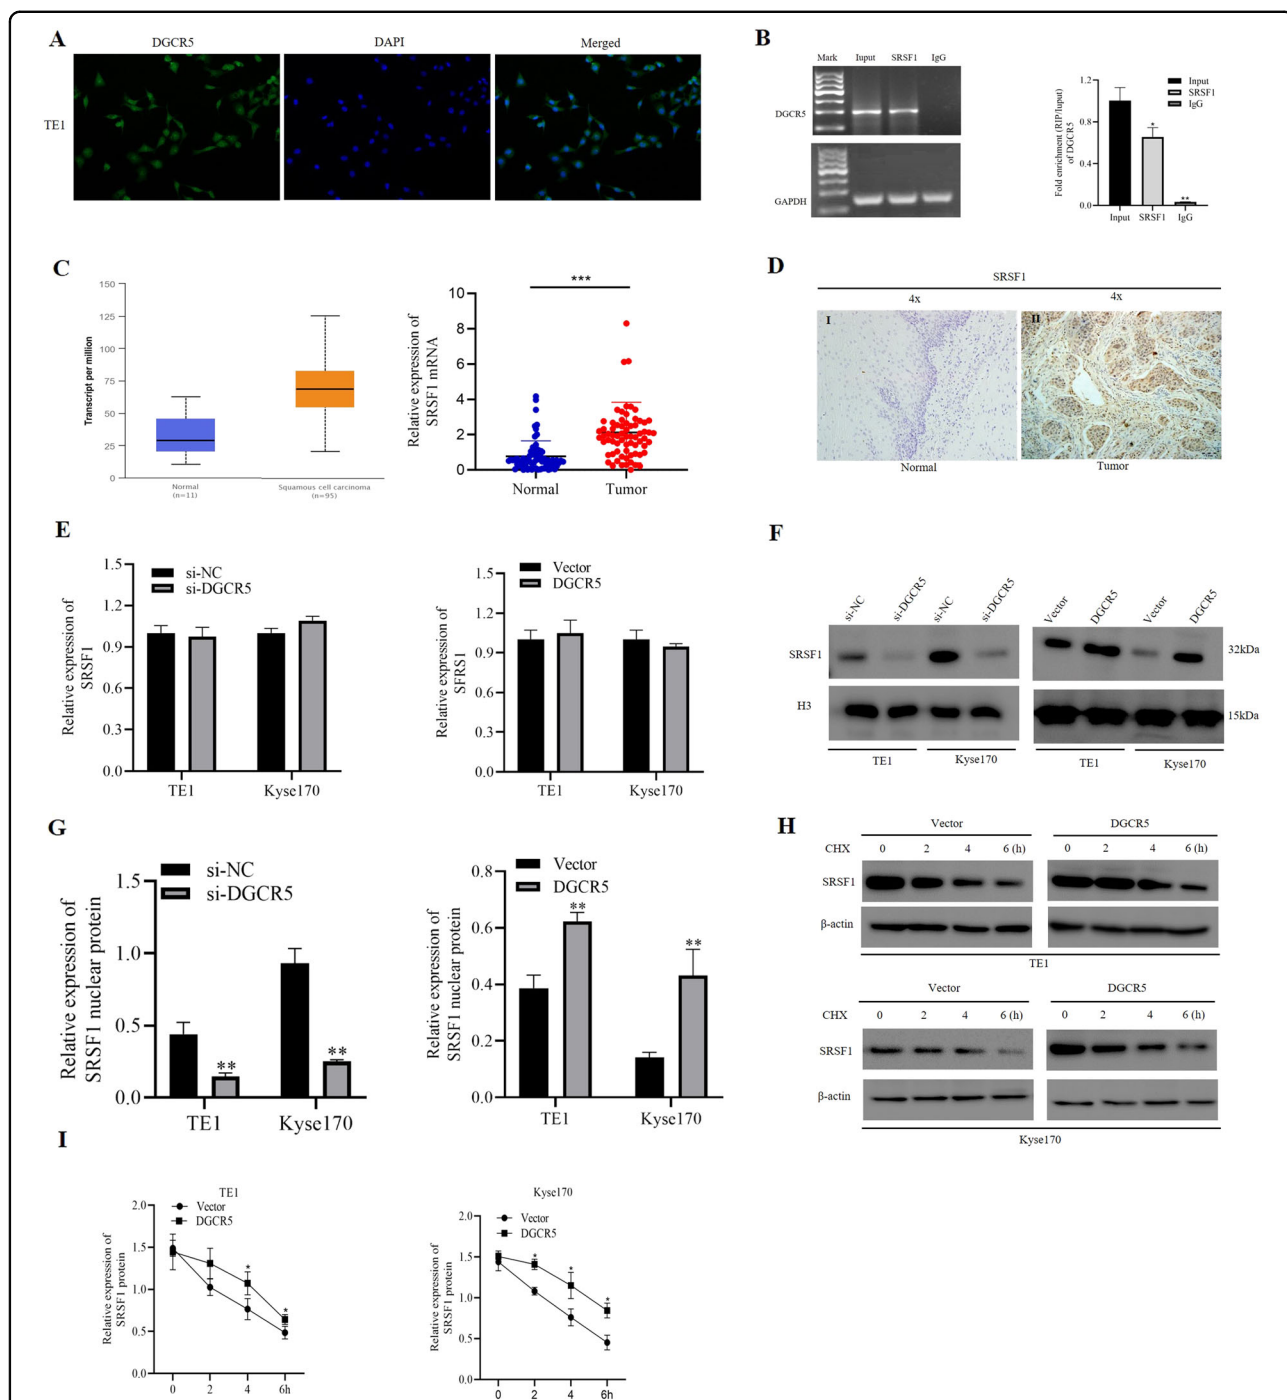 A
DGCR5 DAPI Merged
TE1
B
Mark Iuput SRSF1 IgG
DGCR5
GAPDH
Fold enrichment (RIP/Iuput)
of DGCR5
1.2
0.8
0.4
0.0
Input
SRSF1
IgG
*
**
Input SRSF1 IgG
C
Transcript per million
150
125
100
75
50
25
0
Normal
(n=11)
Squamous cell carcinoma
(n=95)
Relative expression of
SRSF1 mRNA
10
8
6
4
2
0
***
Normal Tumor
D
SRSF1
4x 4x
I II
Normal Tumor
E
Relative expression of
SRSF1
1.5
1.2
0.9
0.6
0.3
0.0
si-NC
si-DGCR5
TE1 Kyse170
Relative expression of
SFRS1
1.5
1.2
0.9
0.6
0.3
0.0
Vector
DGCR5
TE1 Kyse170
F
si-NC si-DGCR5 si-NC si-DGCR5 Vector DGCR5 Vector DGCR5
SRSF1 32kDa
H3 15kDa
TE1 Kyse170 TE1 Kyse170
G
Relative expression of
SRSF1 nuclear protein
1.5
1.0
0.5
0.0
si-NC
si-DGCR5
** **
TE1 Kyse170
Relative expression of
SRSF1 nuclear protein
0.8
0.6
0.4
0.2
0.0
Vector
DGCR5
** **
TE1 Kyse170
H
Vector DGCR5
CHX 0 2 4 6 (h) 0 2 4 6 (h)
SRSF1
β-actin
TE1
Vector DGCR5
CHX 0 2 4 6 (h) 0 2 4 6 (h)
SRSF1
β-actin
Kyse170
I
TE1
Relative expression of
SRSF1 protein
2.0
1.5
1.0
0.5
0.0
Vector
DGCR5
* *
0 2 4 6h
Kyse170
Relative expression of
SRSF1 protein
2.0
1.5
1.0
0.5
0.0
Vector
DGCR5
* * *
0 2 4 6h